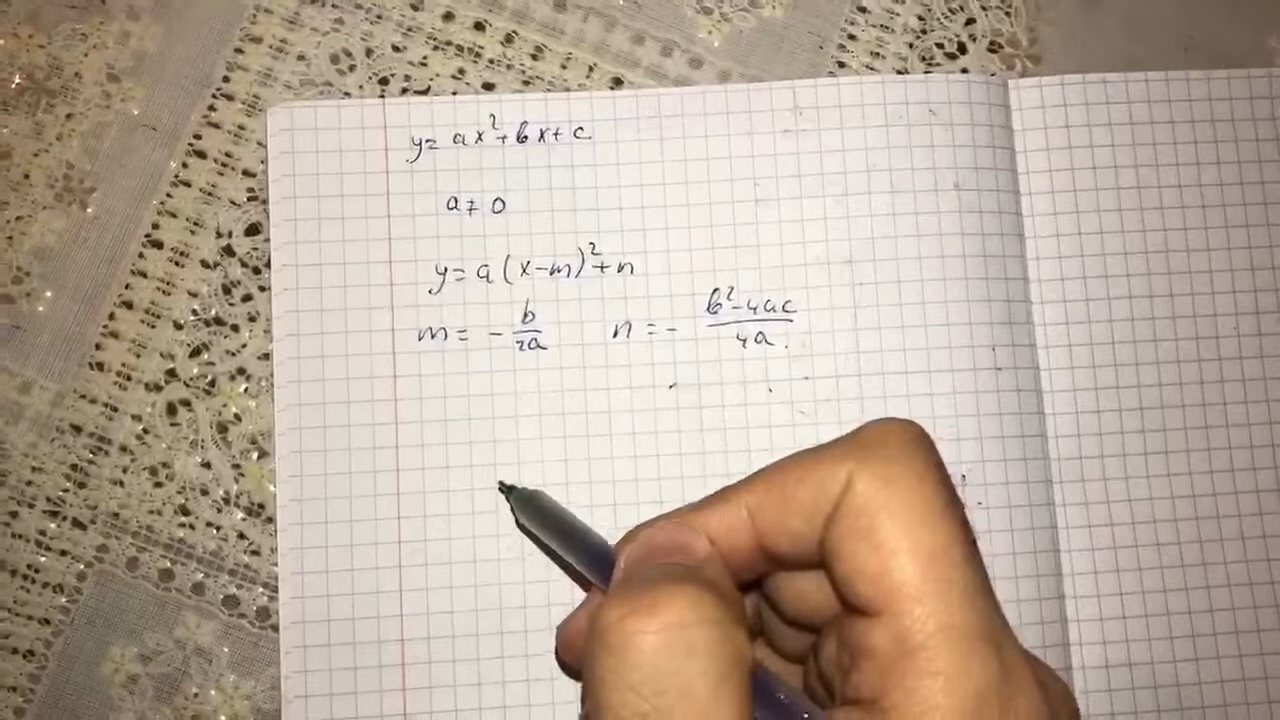 y = ax² + bx + c
a ≠ 0
y = a(x-m)² + n
m = - b/2a    n = - b²-4ac/4a.